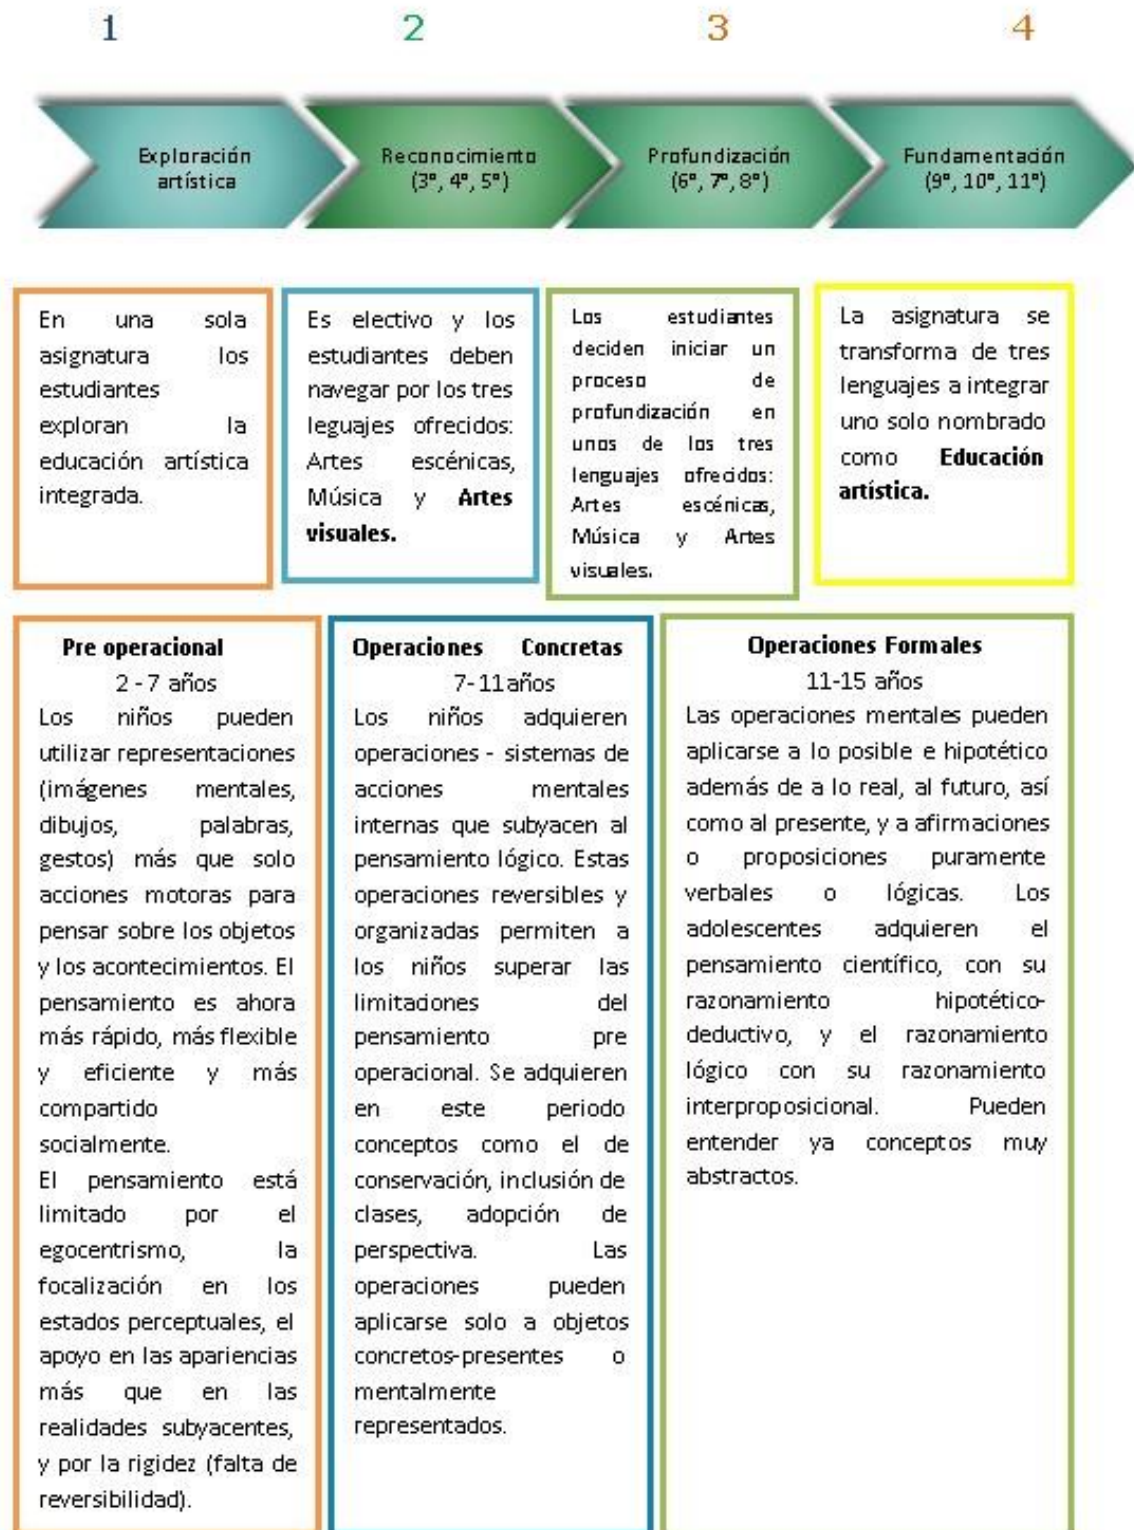 1
2
3
4
Exploración
artística
Reconocimiento
(3°, 4°, 5°)
Profundización
(6°, 7°, 8°)
Fundamentación
(9°, 10°, 11°)
En una sola
asignatura los
estudiantes
exploran la
educación artística
integrada.
Es electivo y los
estudiantes deben
navegar por los tres
leguajes ofrecidos:
Artes escénicas,
Música y Artes
visuales.
Los estudiantes
deciden iniciar un
proceso de
profundización en
unos de los tres
lenguajes ofrecidos:
Artes escénicas,
Música y Artes
visuales.
La asignatura se
transforma de tres
lenguajes a integrar
uno solo nombrado
como Educación
artística.
Pre operacional
2 - 7 años
Los niños pueden
utilizar representaciones
(imágenes mentales,
dibujos, palabras,
gestos) más que solo
acciones motoras para
pensar sobre los objetos
y los acontecimientos. El
pensamiento es ahora
más rápido, más flexible
y eficiente y más
compartido
socialmente.
El pensamiento está
limitado por el
egocentrismo, la
focalización en los
estados perceptuales, el
apoyo en las apariencias
más que en las
realidades subyacentes,
y por la rigidez (falta de
reversibilidad).
Operaciones Concretas
7-11años
Los niños adquieren
operaciones - sistemas de
acciones mentales
internas que subyacen al
pensamiento lógico. Estas
operaciones reversibles y
organizadas permiten a
los niños superar las
limitaciones del
pensamiento pre
operacional. Se adquieren
en este periodo
conceptos como el de
conservación, inclusión de
clases, adopción de
perspectiva. Las
operaciones pueden
aplicarse solo a objetos
concretos-presentes o
mentalmente
representados.
Operaciones Formales
11-15 años
Las operaciones mentales pueden
aplicarse a lo posible e hipotético
además de a lo real, al futuro, así
como al presente, y a afirmaciones
o proposiciones puramente
verbales o lógicas. Los
adolescentes adquieren el
pensamiento científico, con su
razonamiento hipotético-
deductivo, y el razonamiento
lógico con su razonamiento
interproposicional. Pueden
entender ya conceptos muy
abstractos.